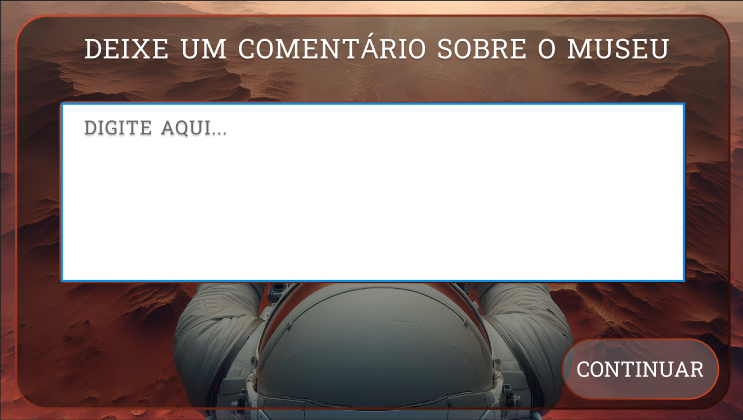 DEIXE UM COMENTÁRIO SOBRE O MUSEU
DIGITE AQUI...
CONTINUAR